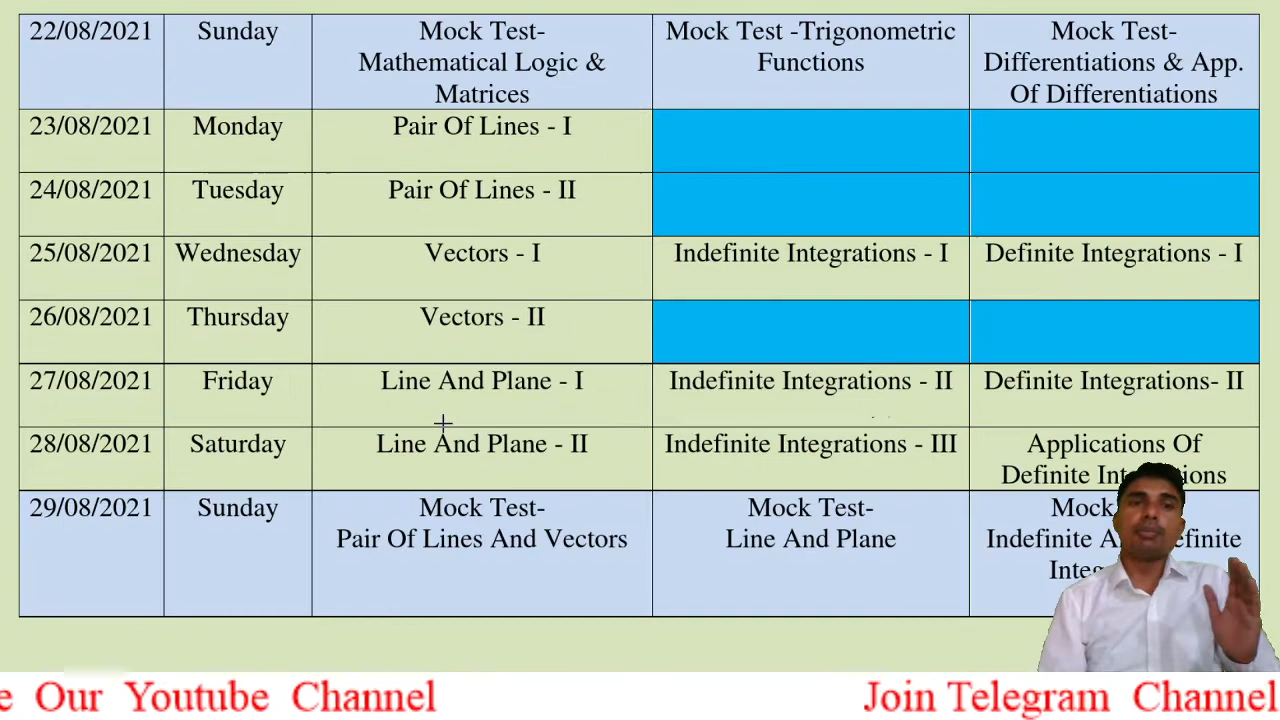 22/08/2021 Sunday Mock Test- Mock Test -Trigonometric Mock Test-
Mathematical Logic & Functions Differentiations & App.
Matrices Of Differentiations
23/08/2021 Monday Pair Of Lines - I
24/08/2021 Tuesday Pair Of Lines - II
25/08/2021 Wednesday Vectors - I Indefinite Integrations - I Definite Integrations - I
26/08/2021 Thursday Vectors - II
27/08/2021 Friday Line And Plane - I Indefinite Integrations - II Definite Integrations- II
28/08/2021 Saturday Line And Plane - II Indefinite Integrations - III Applications Of
Definite
29/08/2021 Sunday Mock Test- Mock Test- Mock
Pair Of Lines And Vectors Line And Plane Indefinite
e Our Youtube Channel Join Telegram Channel